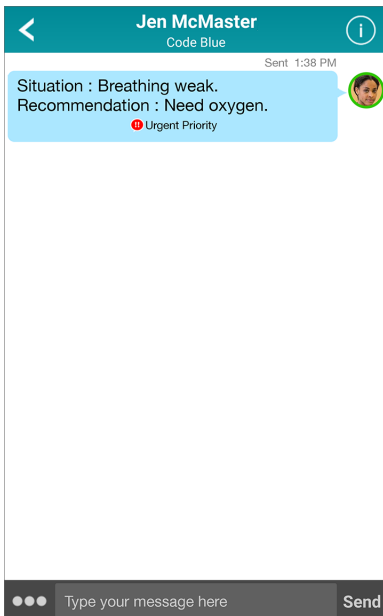 Jen McMaster
Code Blue
Sent 1:38 PM
Situation : Breathing weak.
Recommendation : Need oxygen.
!! Urgent Priority
Type your message here
Send